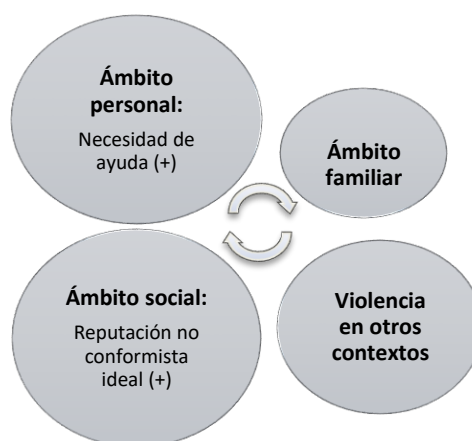 Ámbito
personal:
Necesidad de
ayuda (+)
Ámbito
familiar
Ámbito social:
Reputación no
conformista
ideal (+)
Violencia
en otros
contextos